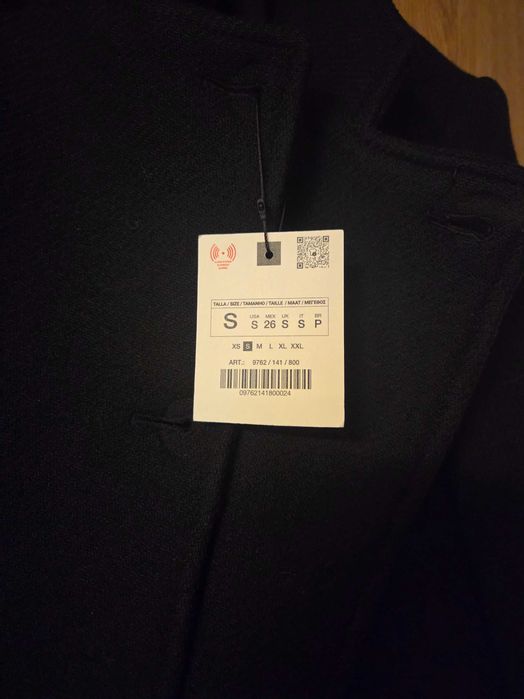 TALLA / SIZE / TAMANHO / TAILLE / MAAT / ΜΕΓΕΘΟΣ
S USA S MEX 26 UK S IT S BR P
XS S M L XL XXL
ART.: 9762 / 141 / 800
09762141800024